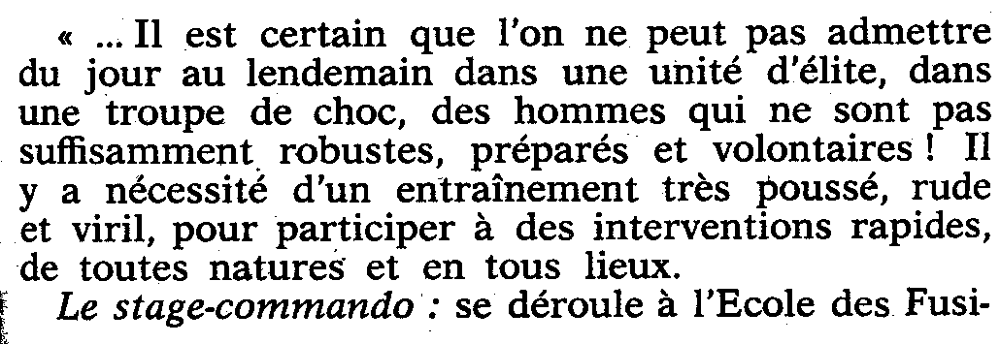 « ... Il est certain que l'on ne peut pas admettre
du jour au lendemain dans une unité d'élite, dans
une troupe de choc, des hommes qui ne sont pas
suffisamment robustes, préparés et volontaires ! Il
y a nécessité d'un entraînement très poussé, rude
et viril, pour participer à des interventions rapides,
de toutes natures et en tous lieux.
Le stage-commando : se déroule à l'Ecole des Fusi-